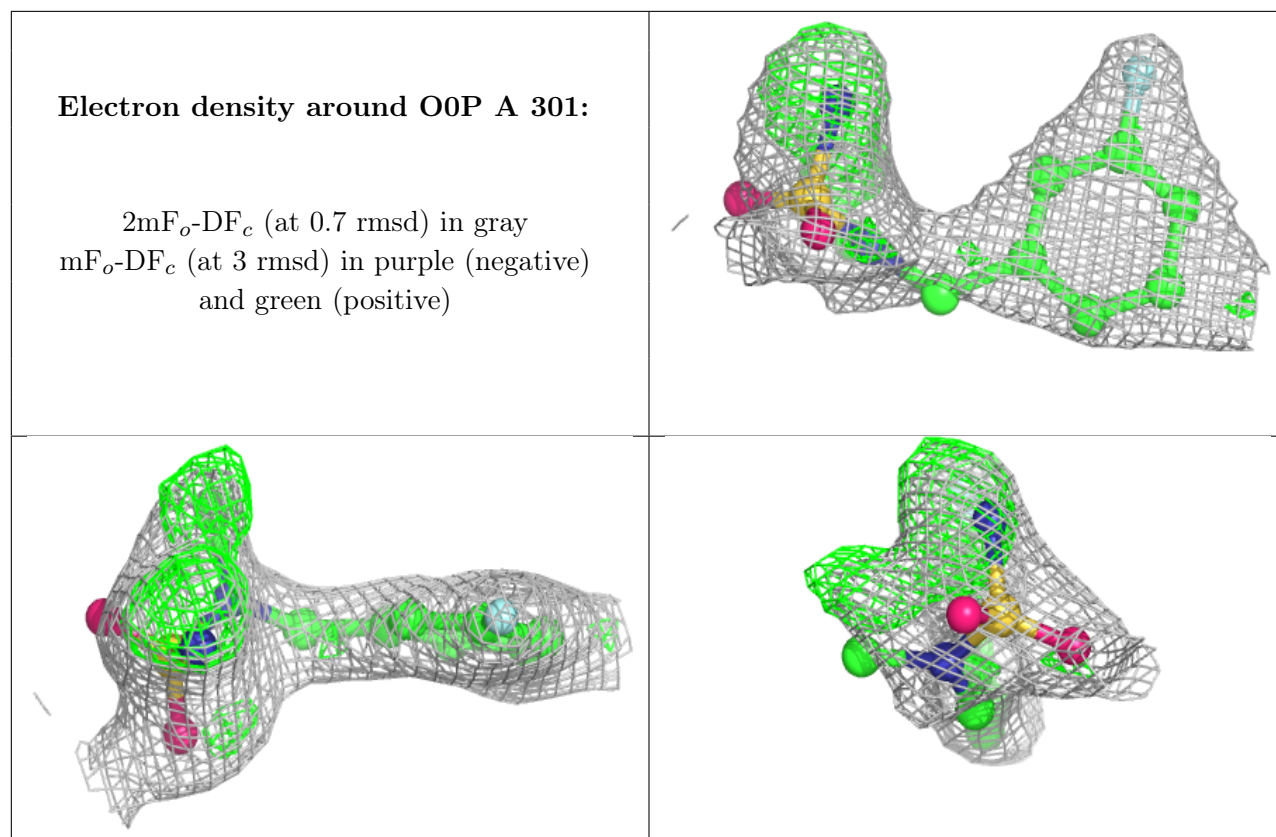 Electron density around O0P A 301:
2mFo-DFc (at 0.7 rmsd) in gray
mFo-DFc (at 3 rmsd) in purple (negative)
and green (positive)